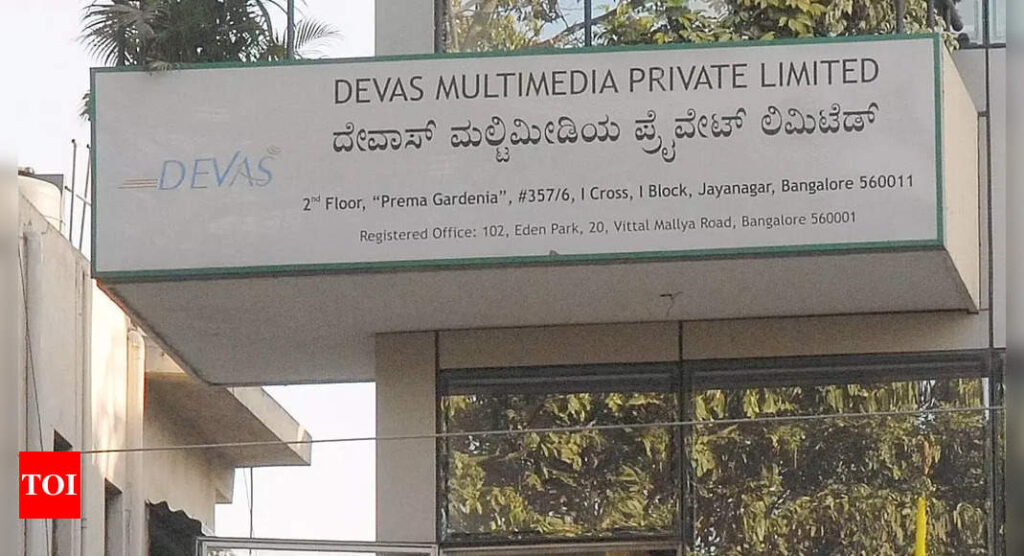 DEVAS MULTIMEDIA PRIVATE LIMITED
ದೇವಾಸ್ ಮಲ್ಟಿಮೀಡಿಯ ಪ್ರೈವೇಟ್ ಲಿಮಿಟೆಡ್
DEVAS
2nd Floor, “Prema Gardenia”, #357/6, I Cross, I Block, Jayanagar, Bangalore 560011
Registered Office: 102, Eden Park, 20, Vittal Mallya Road, Bangalore 560001
TOI